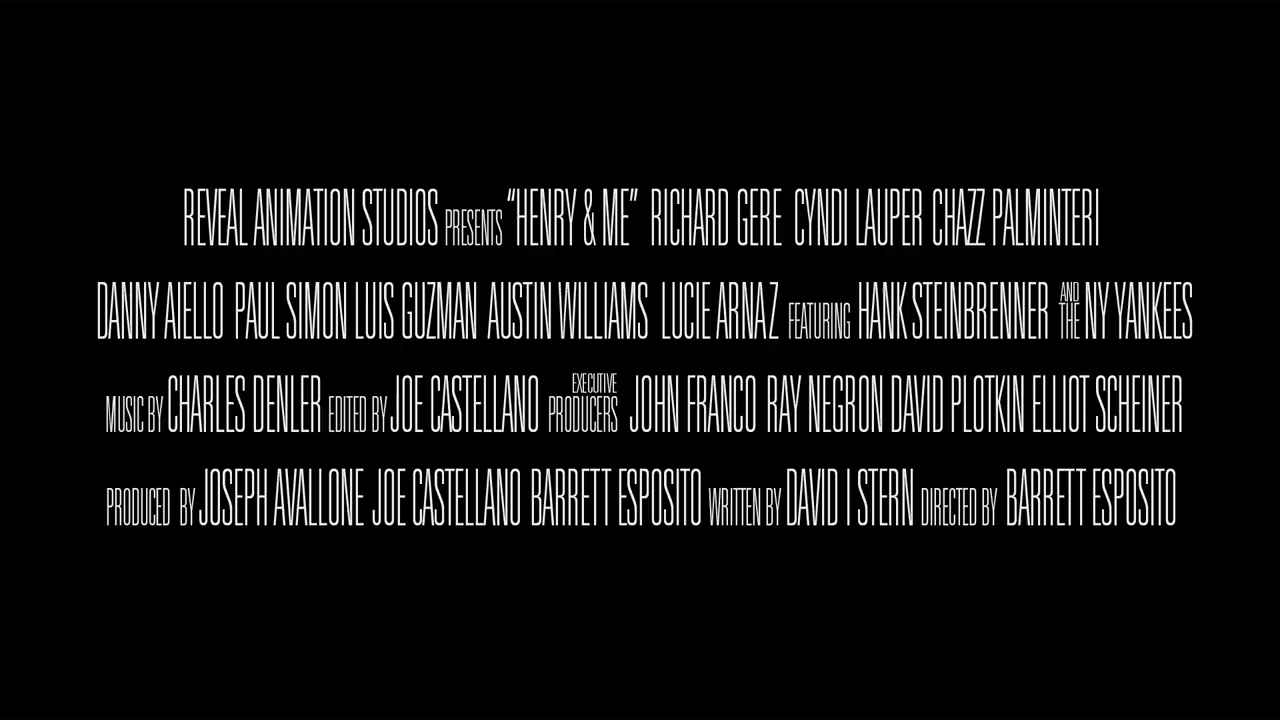 REVEAL ANIMATION STUDIOS PRESENTS "HENRY & ME" RICHARD GERE CYNDI LAUPER CHAZZ PALMINTERI
DANNY AIELLO PAUL SIMON LUIS GUZMAN AUSTIN WILLIAMS LUCIE ARNAZ FEATURING HANK STEINBRENNER AND THE NY YANKEES
MUSIC BY CHARLES DENLER EDITED BY JOE CASTELLANO EXECUTIVE PRODUCERS JOHN FRANCO RAY NEGRON DAVID PLOTKIN ELLIOT SCHEINER
PRODUCED BY JOSEPH AVALLONE JOE CASTELLANO BARRETT ESPOSITO WRITTEN BY DAVID I STERN DIRECTED BY BARRETT ESPOSITO